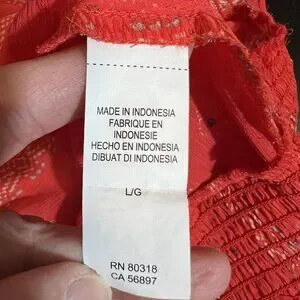 MADE IN INDONESIA
FABRIQUE EN
INDONESIE
HECHO EN INDONESIA
DIBUAT DI INDONESIA
L/G
RN 80318
CA 56897